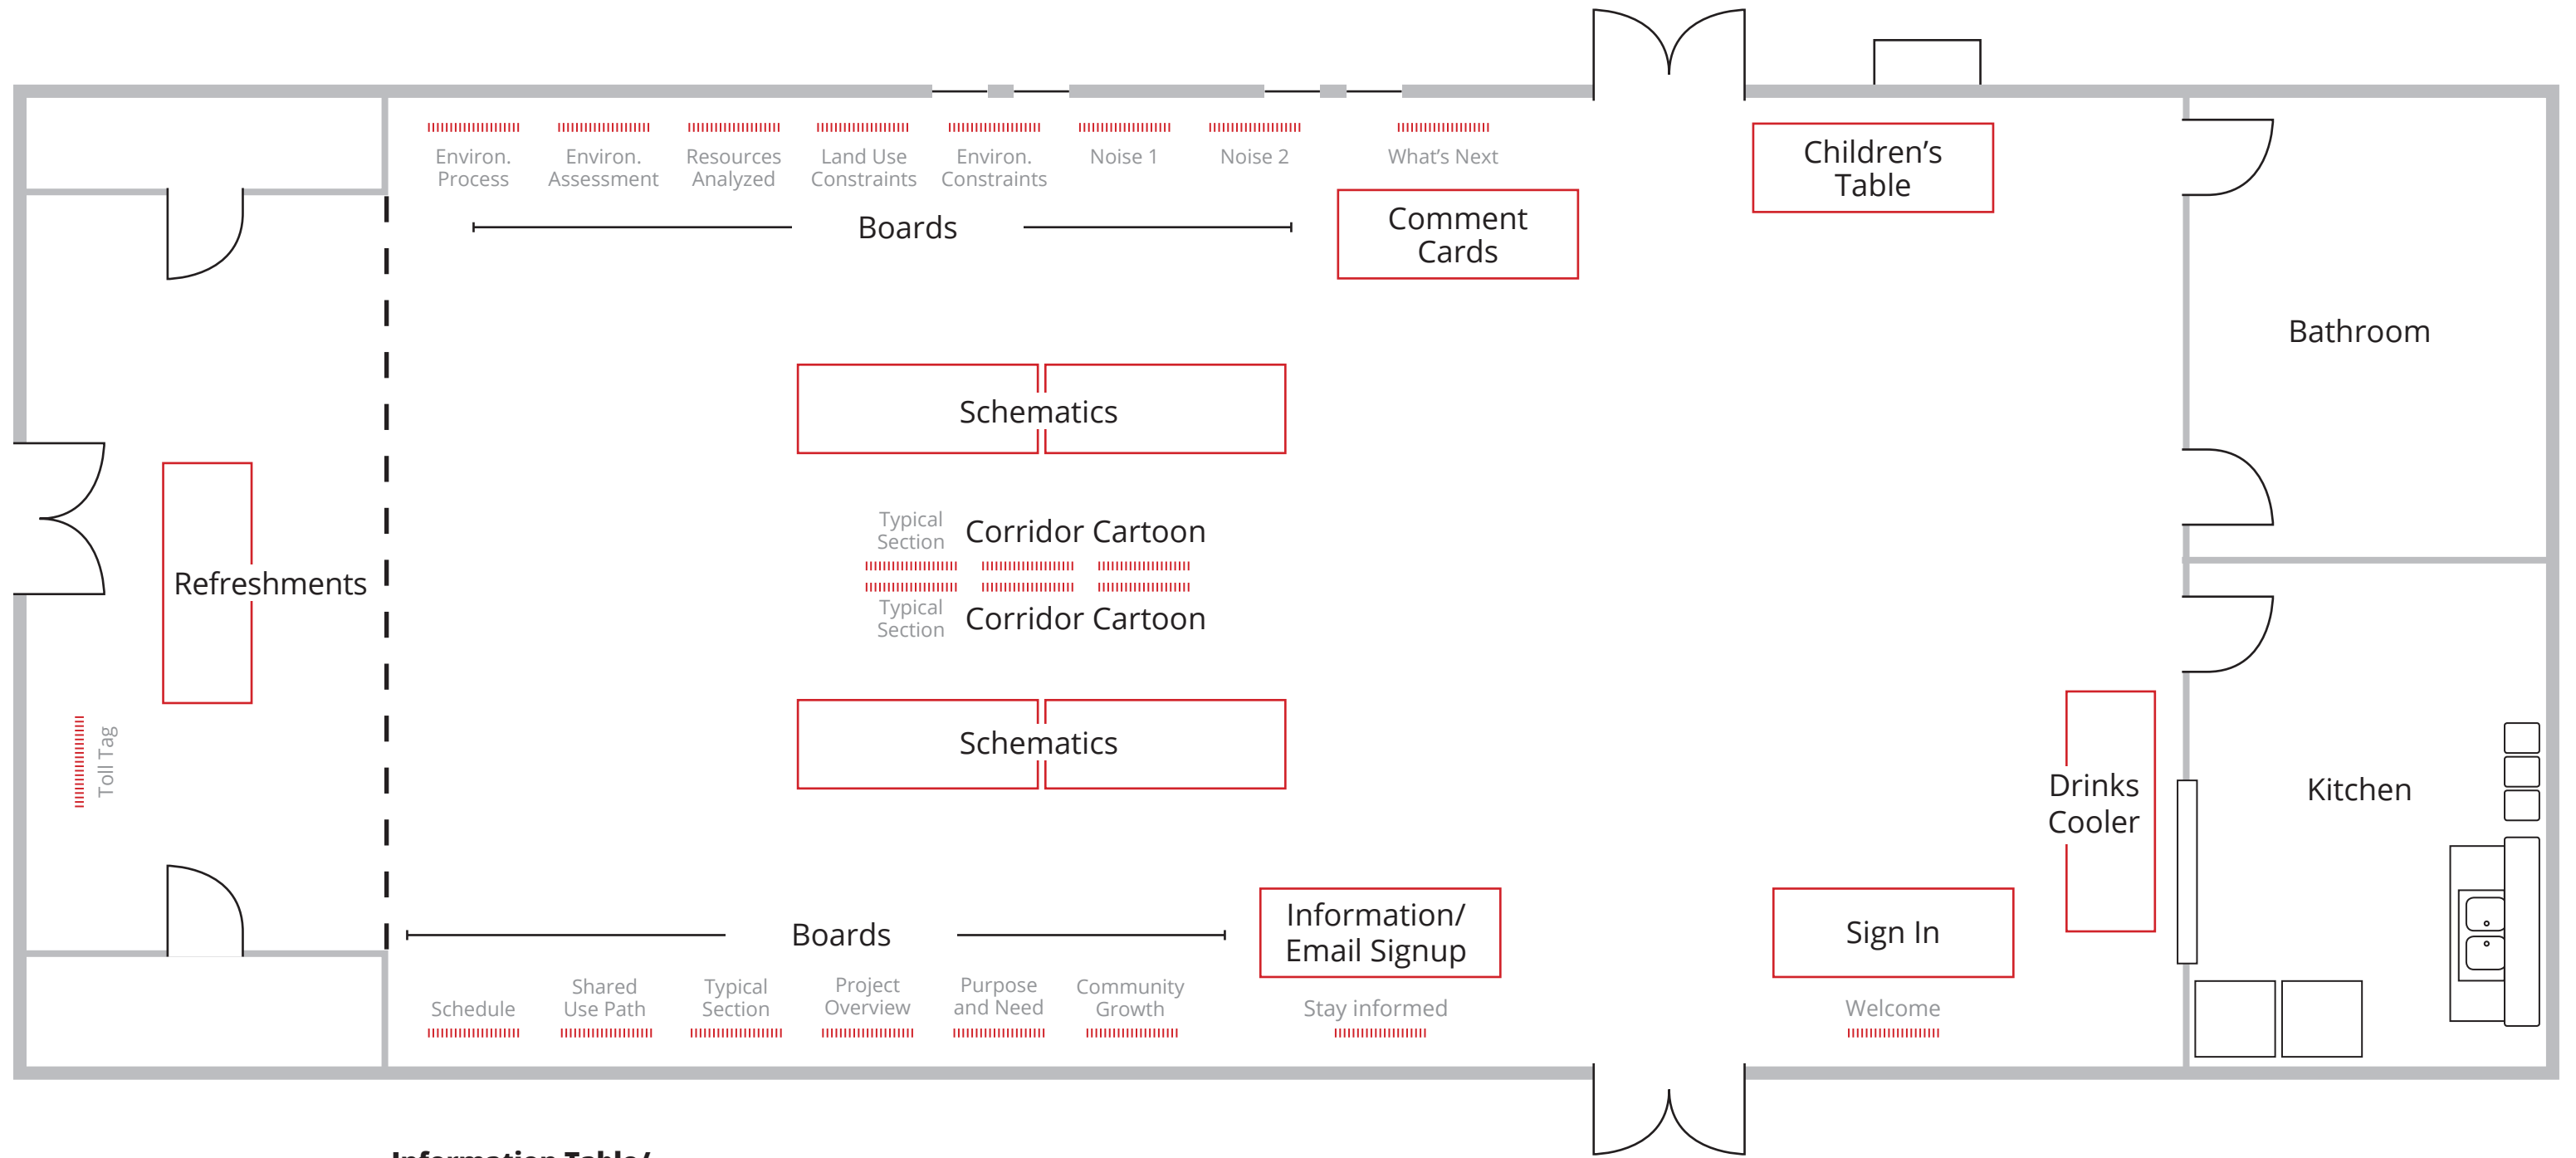 Environ.
Process
Environ.
Assessment
Resources
Analyzed
Land Use
Constraints
Environ.
Constraints
Noise 1
Noise 2
What's Next
Children's
Table
Comment
Cards
Boards
Bathroom
Schematics
Typical
Section
Corridor Cartoon
Refreshments
Typical
Section
Corridor Cartoon
Toll Tag
Schematics
Drinks
Cooler
Kitchen
Boards
Information/
Email Signup
Sign In
Schedule
Shared
Use Path
Typical
Section
Project
Overview
Purpose
and Need
Community
Growth
Stay informed
Welcome
Information Table/